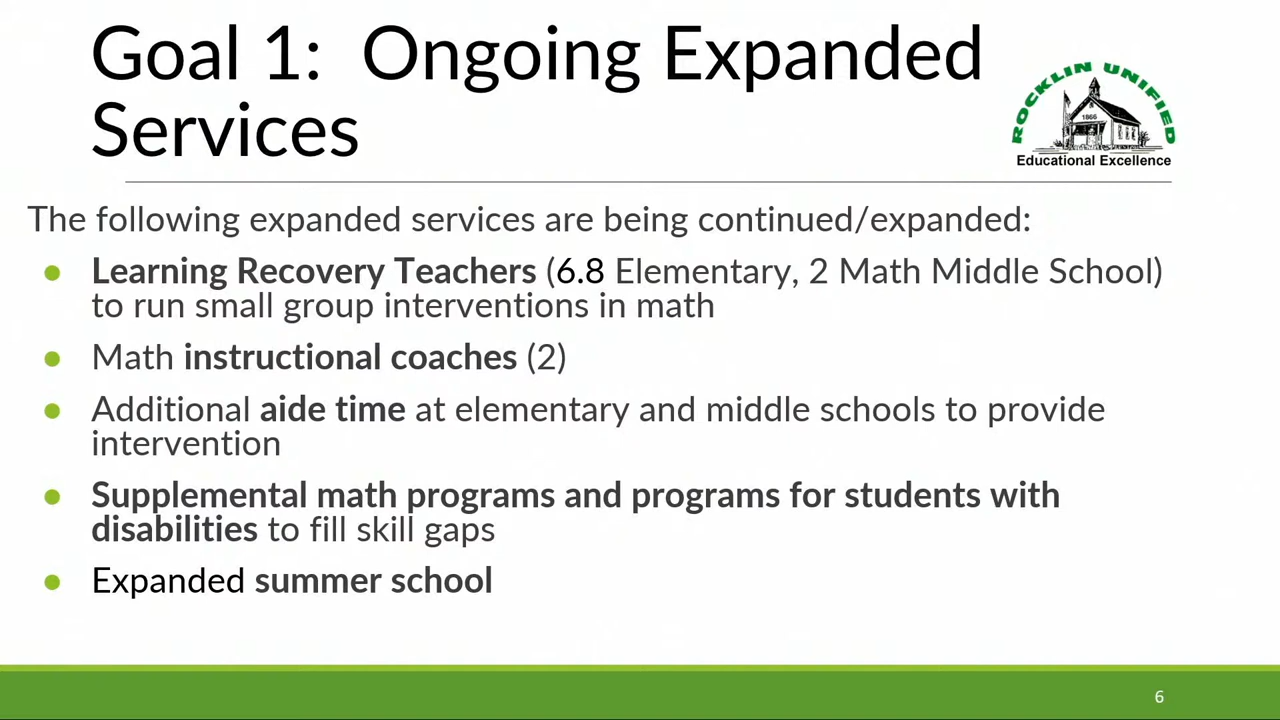 Goal 1: Ongoing Expanded
Services
ROCKLIN UNIFIED
1866
Educational Excellence
The following expanded services are being continued/expanded:
● Learning Recovery Teachers (6.8 Elementary, 2 Math Middle School)
to run small group interventions in math
● Math instructional coaches (2)
● Additional aide time at elementary and middle schools to provide
intervention
● Supplemental math programs and programs for students with
disabilities to fill skill gaps
● Expanded summer school
6